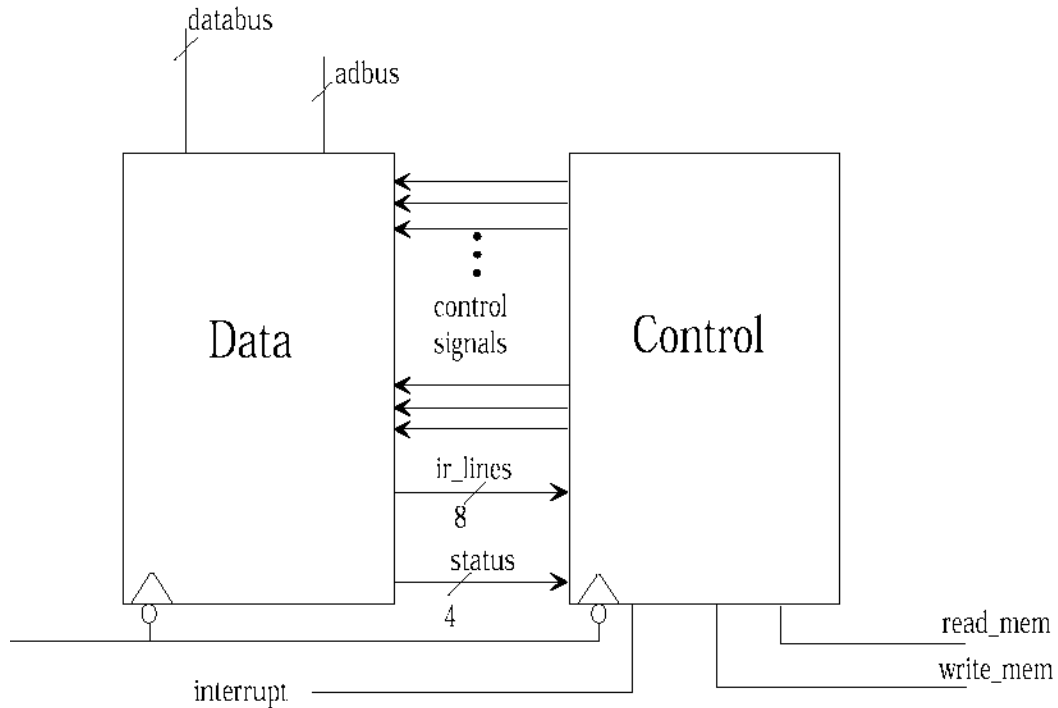 databus
adbus
control
signals
Data
Control
ir_lines
8
status
4
read_mem
write_mem
interrupt